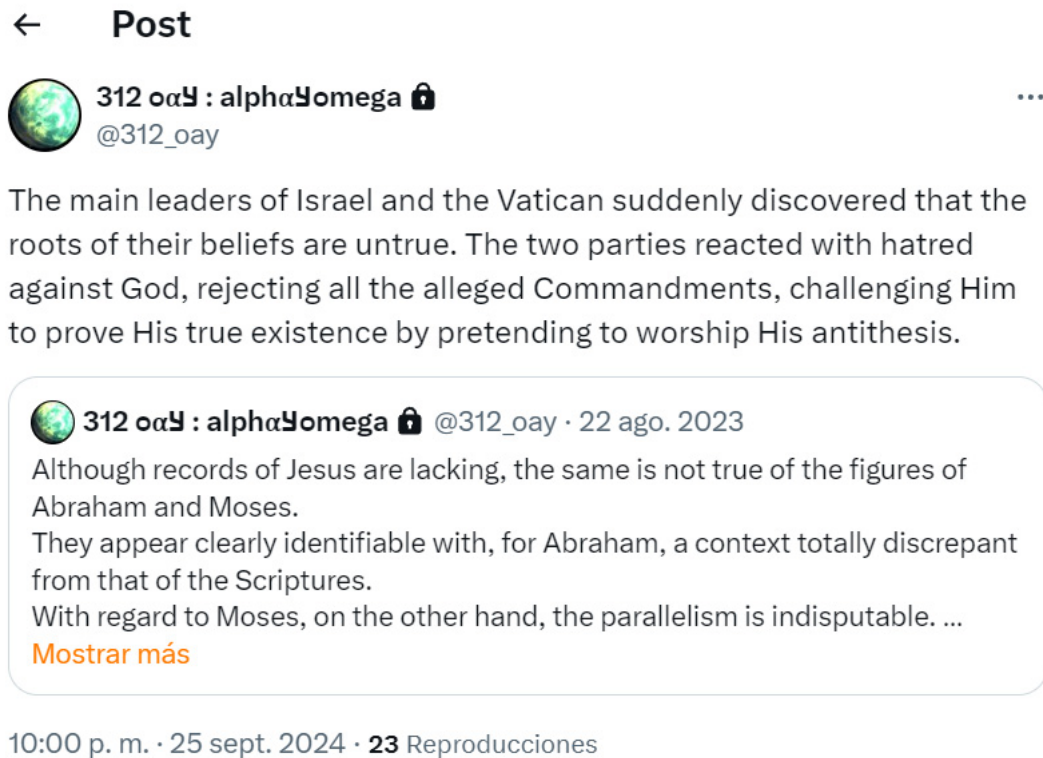 Post
312 oαꓬ : alphαꓬomega
@312_oay
The main leaders of Israel and the Vatican suddenly discovered that the
roots of their beliefs are untrue. The two parties reacted with hatred
against God, rejecting all the alleged Commandments, challenging Him
to prove His true existence by pretending to worship His antithesis.
312 oαꓬ : alphαꓬomega @312_oay · 22 ago. 2023
Although records of Jesus are lacking, the same is not true of the figures of
Abraham and Moses.
They appear clearly identifiable with, for Abraham, a context totally discrepant
from that of the Scriptures.
With regard to Moses, on the other hand, the parallelism is indisputable. ...
Mostrar más
10:00 p. m. · 25 sept. 2024 · 23 Reproducciones